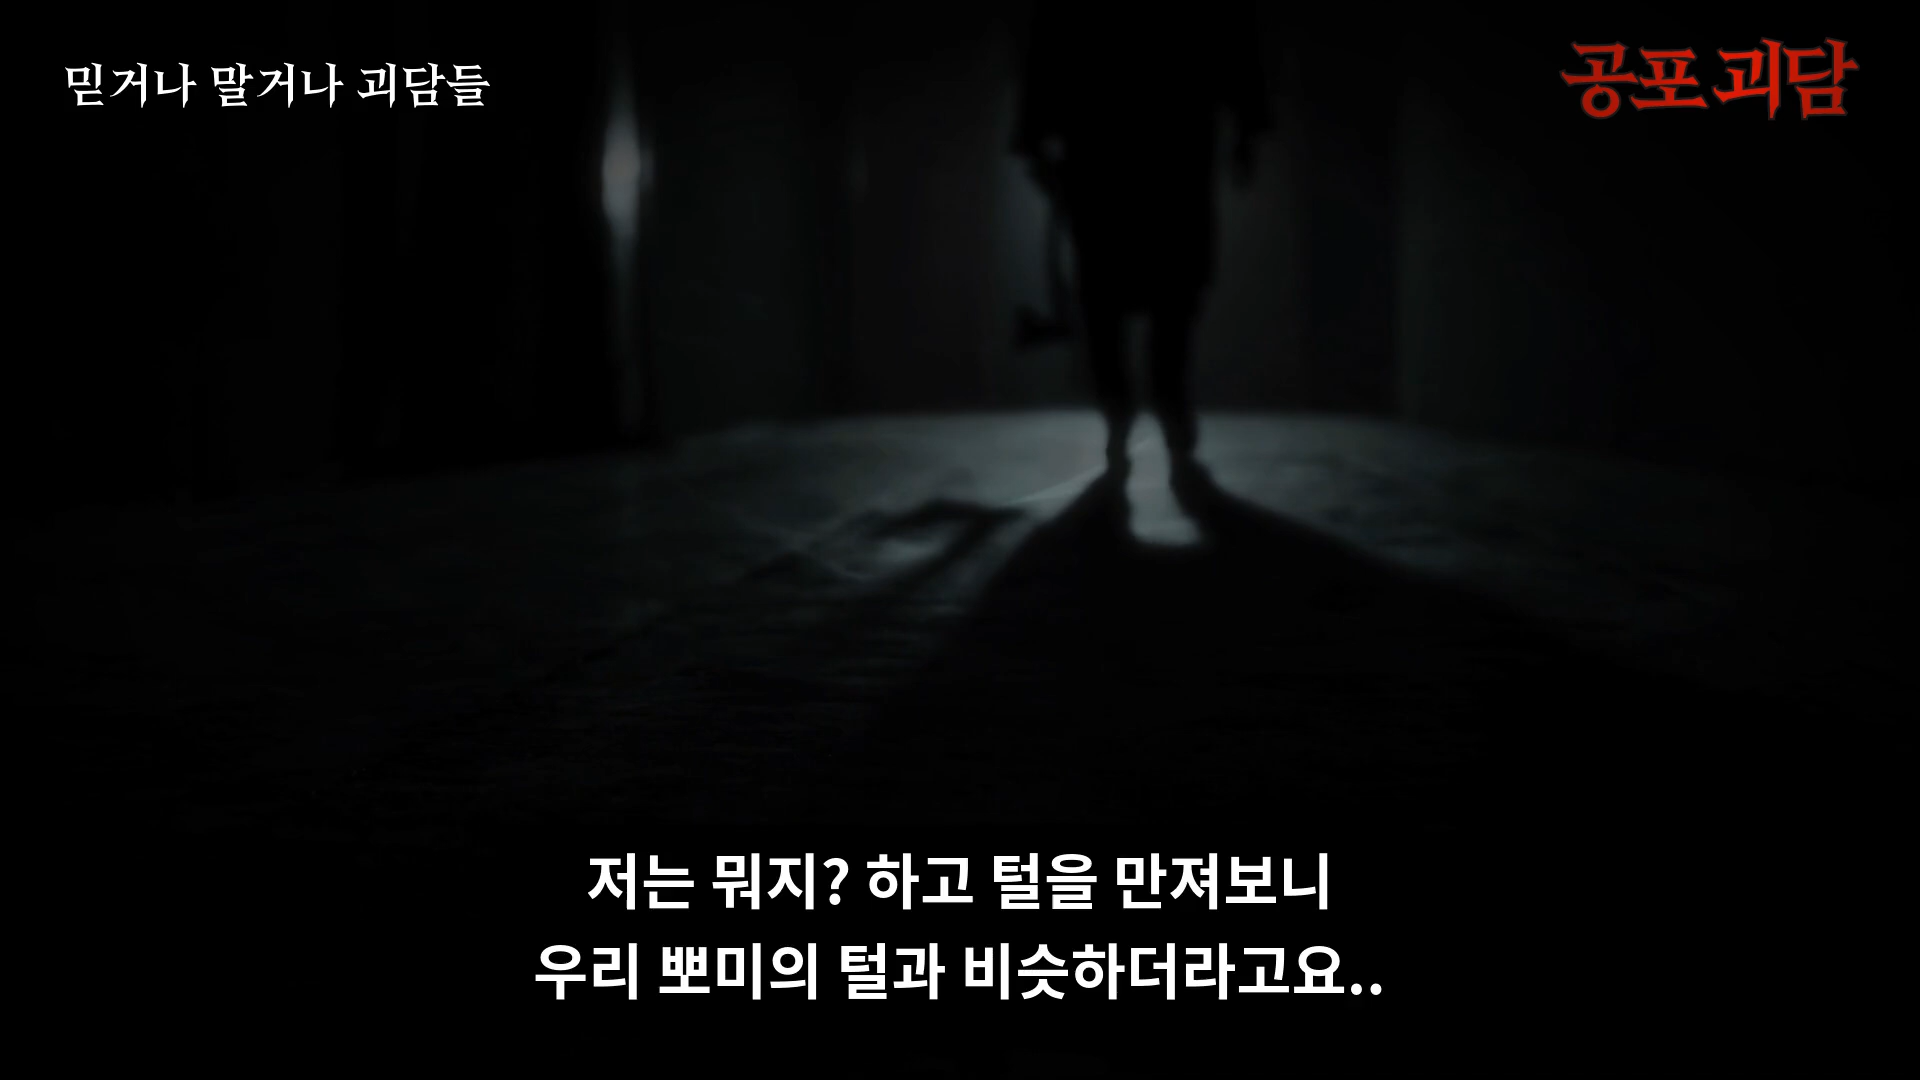 믿거나 말거나 괴담들
공포괴담
저는 뭐지? 하고 털을 만져보니
우리 뽀미의 털과 비슷하더라고요..